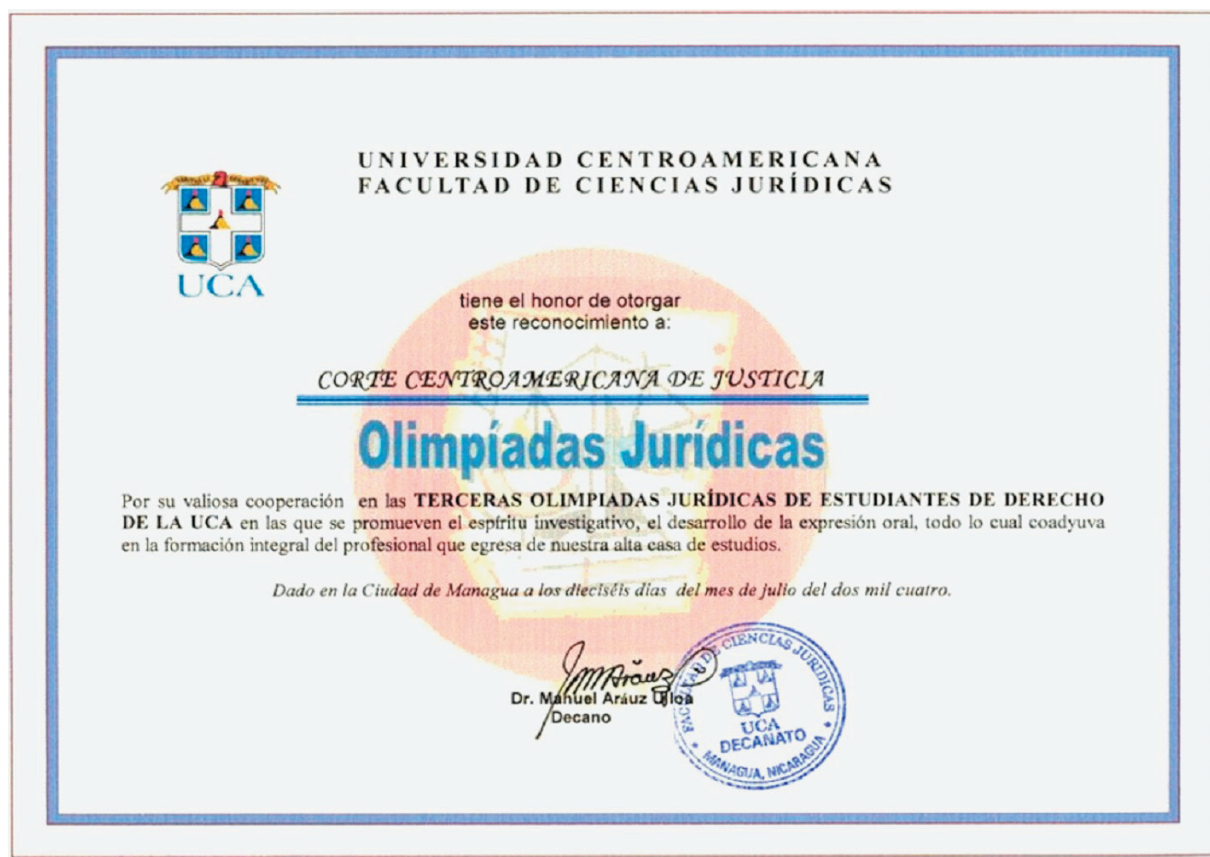 UNIVERSIDAD CENTROAMERICANA
FACULTAD DE CIENCIAS JURÍDICAS
UCA
tiene el honor de otorgar
este reconocimiento a:
CORTE CENTROAMERICANA DE JUSTICIA
Olimpíadas Jurídicas
Por su valiosa cooperación en las TERCERAS OLIMPIADAS JURÍDICAS DE ESTUDIANTES DE DERECHO
DE LA UCA en las que se promueven el espíritu investigativo, el desarrollo de la expresión oral, todo lo cual coadyuva
en la formación integral del profesional que egresa de nuestra alta casa de estudios.
Dado en la Ciudad de Managua a los dieciséis días del mes de julio del dos mil cuatro.
Dr. Manuel Aráuz Ulloa
Decano
FACULTAD DE CIENCIAS JURIDICAS
UCA
DECANATO
MANAGUA, NICARAGUA